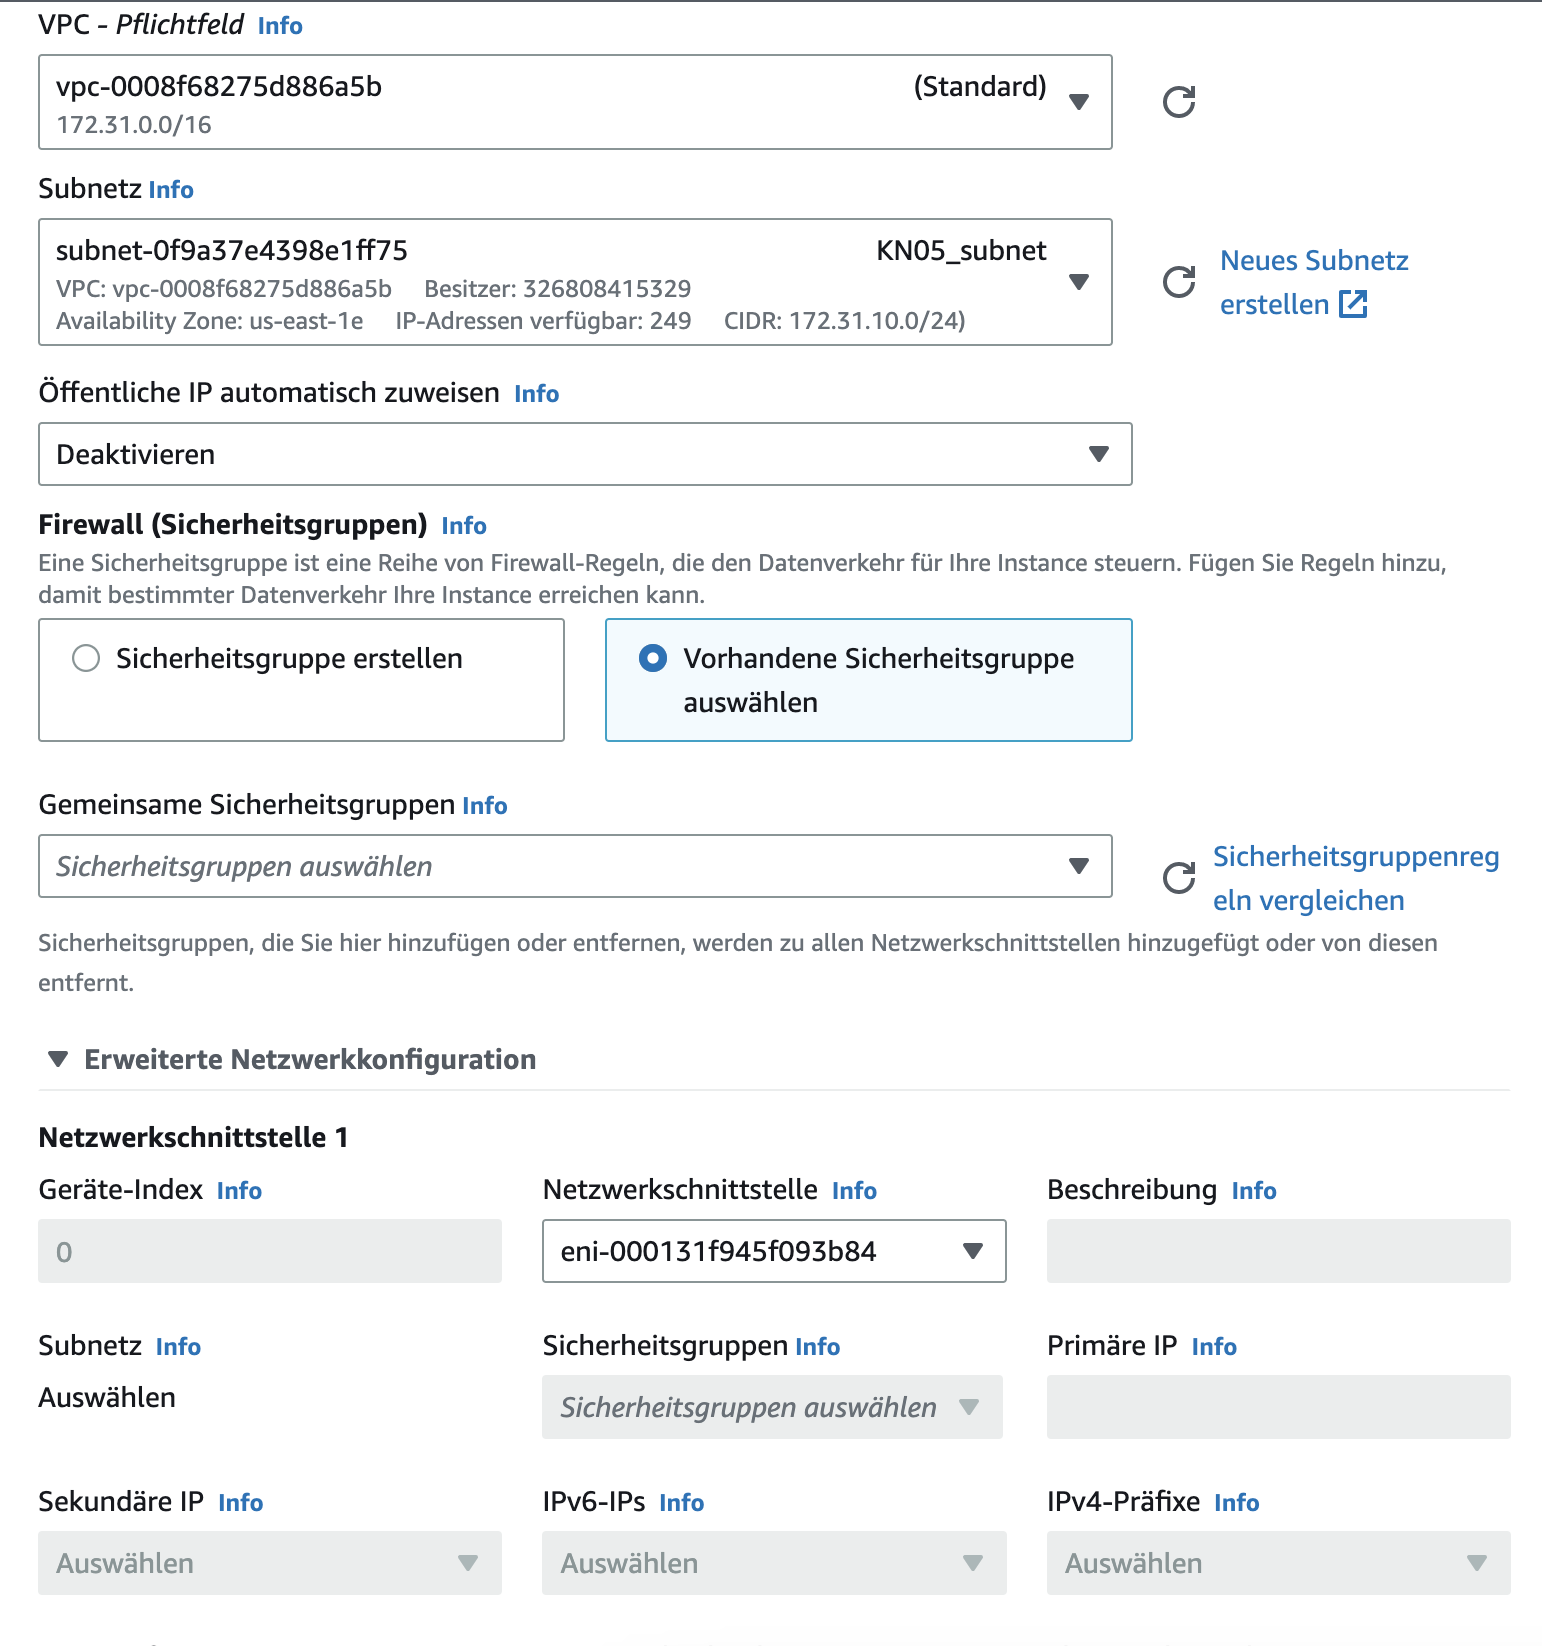 VPC - Pflichtfeld Info
vpc-0008f68275d886a5b (Standard)
172.31.0.0/16
Subnetz Info
subnet-0f9a37e4398e1ff75 KN05_subnet
VPC: vpc-0008f68275d886a5b Besitzer: 326808415329
Availability Zone: us-east-1e IP-Adressen verfügbar: 249 CIDR: 172.31.10.0/24)
Neues Subnetz
erstellen
Öffentliche IP automatisch zuweisen Info
Deaktivieren
Firewall (Sicherheitsgruppen) Info
Eine Sicherheitsgruppe ist eine Reihe von Firewall-Regeln, die den Datenverkehr für Ihre Instance steuern. Fügen Sie Regeln hinzu,
damit bestimmter Datenverkehr Ihre Instance erreichen kann.
Sicherheitsgruppe erstellen
Vorhandene Sicherheitsgruppe
auswählen
Gemeinsame Sicherheitsgruppen Info
Sicherheitsgruppen auswählen
Sicherheitsgruppenreg
eln vergleichen
Sicherheitsgruppen, die Sie hier hinzufügen oder entfernen, werden zu allen Netzwerkschnittstellen hinzugefügt oder von diesen
entfernt.
Erweiterte Netzwerkkonfiguration
Netzwerkschnittstelle 1
Geräte-Index Info
0
Netzwerkschnittstelle Info
eni-000131f945f093b84
Beschreibung Info
Subnetz Info
Auswählen
Sicherheitsgruppen Info
Sicherheitsgruppen auswählen
Primäre IP Info
Sekundäre IP Info
Auswählen
IPv6-IPs Info
Auswählen
IPv4-Präfixe Info
Auswählen